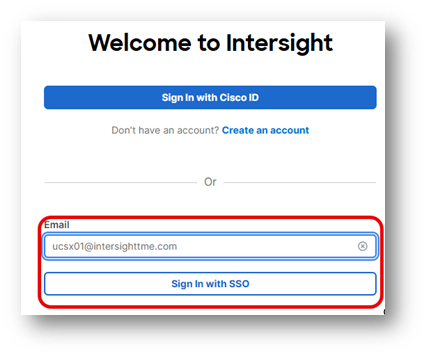 Welcome to Intersight
Sign In with Cisco ID
Don't have an account? Create an account
Or
Email
ucsx01@intersighttme.com
Sign In with SSO